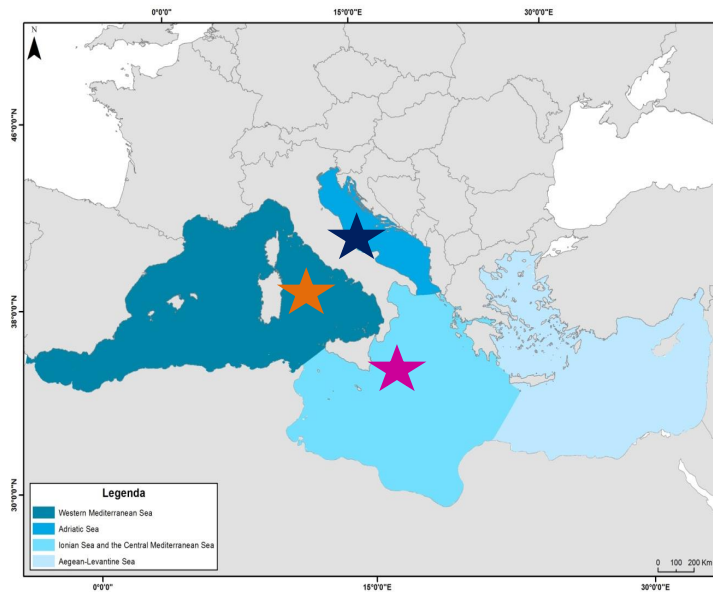 0°0'0"E 15°0'0"E 30°0'0"E
N
46°0'0"N
38°0'0"N
30°0'0"N
Legenda
Western Mediterranean Sea
Adriatic Sea
Ionian Sea and the Central Mediterranean Sea
Aegean-Levantine Sea
0 100 200 Km
0°0'0" 15°0'0"E 30°0'0"E